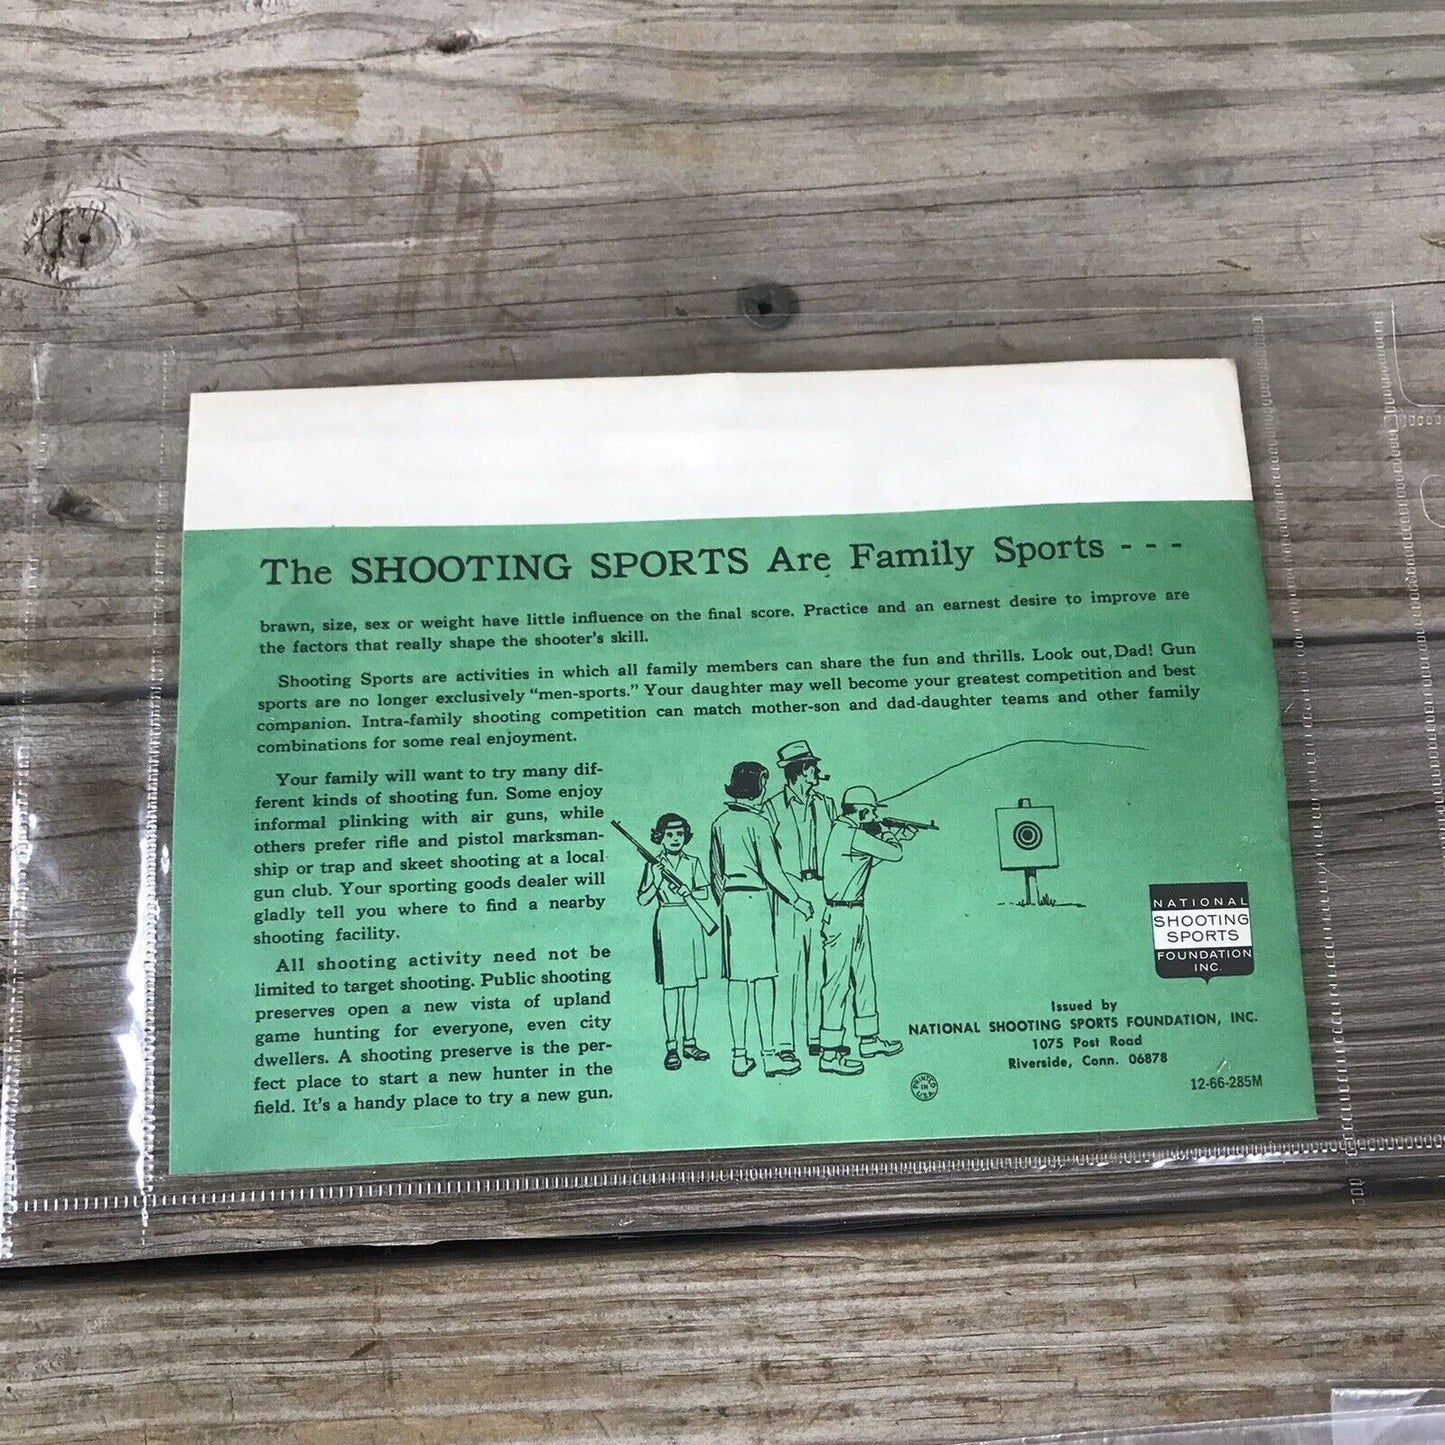 The SHOOTING SPORTS Are Family Sports - - -
brawn, size, sex or weight have little influence on the final score. Practice and an earnest desire to improve are
the factors that really shape the shooter's skill.
Shooting Sports are activities in which all family members can share the fun and thrills. Look out, Dad! Gun
sports are no longer exclusively "men-sports." Your daughter may well become your greatest competition and best
companion. Intra-family shooting competition can match mother-son and dad-daughter teams and other family
combinations for some real enjoyment.
Your family will want to try many dif-
ferent kinds of shooting fun. Some enjoy
informal plinking with air guns, while
others prefer rifle and pistol marksman-
ship or trap and skeet shooting at a local
gun club. Your sporting goods dealer will
gladly tell you where to find a nearby
shooting facility.
All shooting activity need not be
limited to target shooting. Public shooting
preserves open a new vista of upland
game hunting for everyone, even city
dwellers. A shooting preserve is the per-
fect place to start a new hunter in the
field. It's a handy place to try a new gun.
NATIONAL
SHOOTING
SPORTS
FOUNDATION
INC.
Issued by
NATIONAL SHOOTING SPORTS FOUNDATION, INC.
1075 Post Road
Riverside, Conn. 06878
PRINTED
IN
U.S.A.
12-66-285M